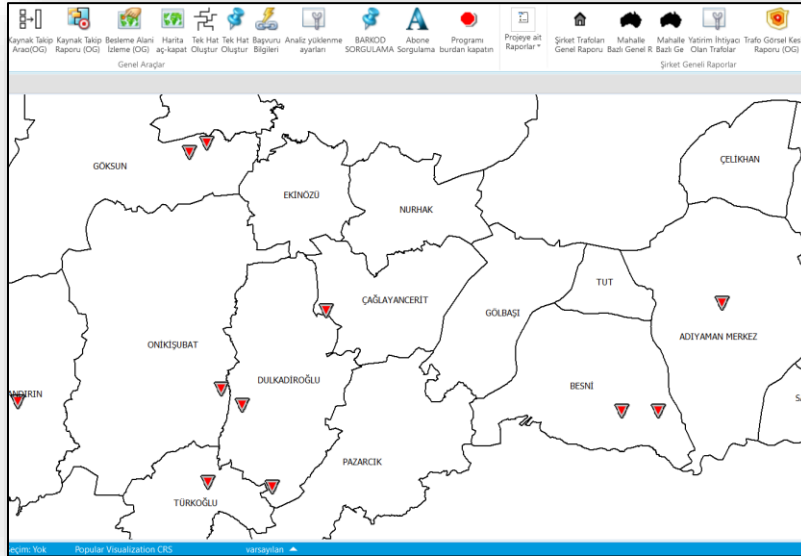 Kaynak Takip Kaynak Takip Besleme Alanı Harita Tek Hat Tek Hat Başvuru Analiz yüklenme BARKOD Abone Programı Projeye ait Şirket Trafoları Mahalle Mahalle Yatirim İhtiyacı Trafo Görsel Kes
Aracı(OG) Raporu (OG) İzleme (OG) aç-kapat Oluştur Oluştur Bilgileri ayarları SORGULAMA Sorgulama burdan kapatın Raporlar Genel Raporu Bazlı Genel R Bazlı Ge Olan Trafolar Raporu (OG)
Genel Araçlar Şirket Geneli Raporlar
GÖKSUN
ÇELİKHAN
EKİNÖZÜ
NURHAK
TUT
ÇAĞLAYANCERİT
GÖLBAŞI
ADIYAMAN MERKEZ
ONİKİŞUBAT
DULKADİROĞLU
BESNİ
ANDIRIN
PAZARCIK
TÜRKOĞLU
eçim: Yok Popular Visualization CRS varsayılan